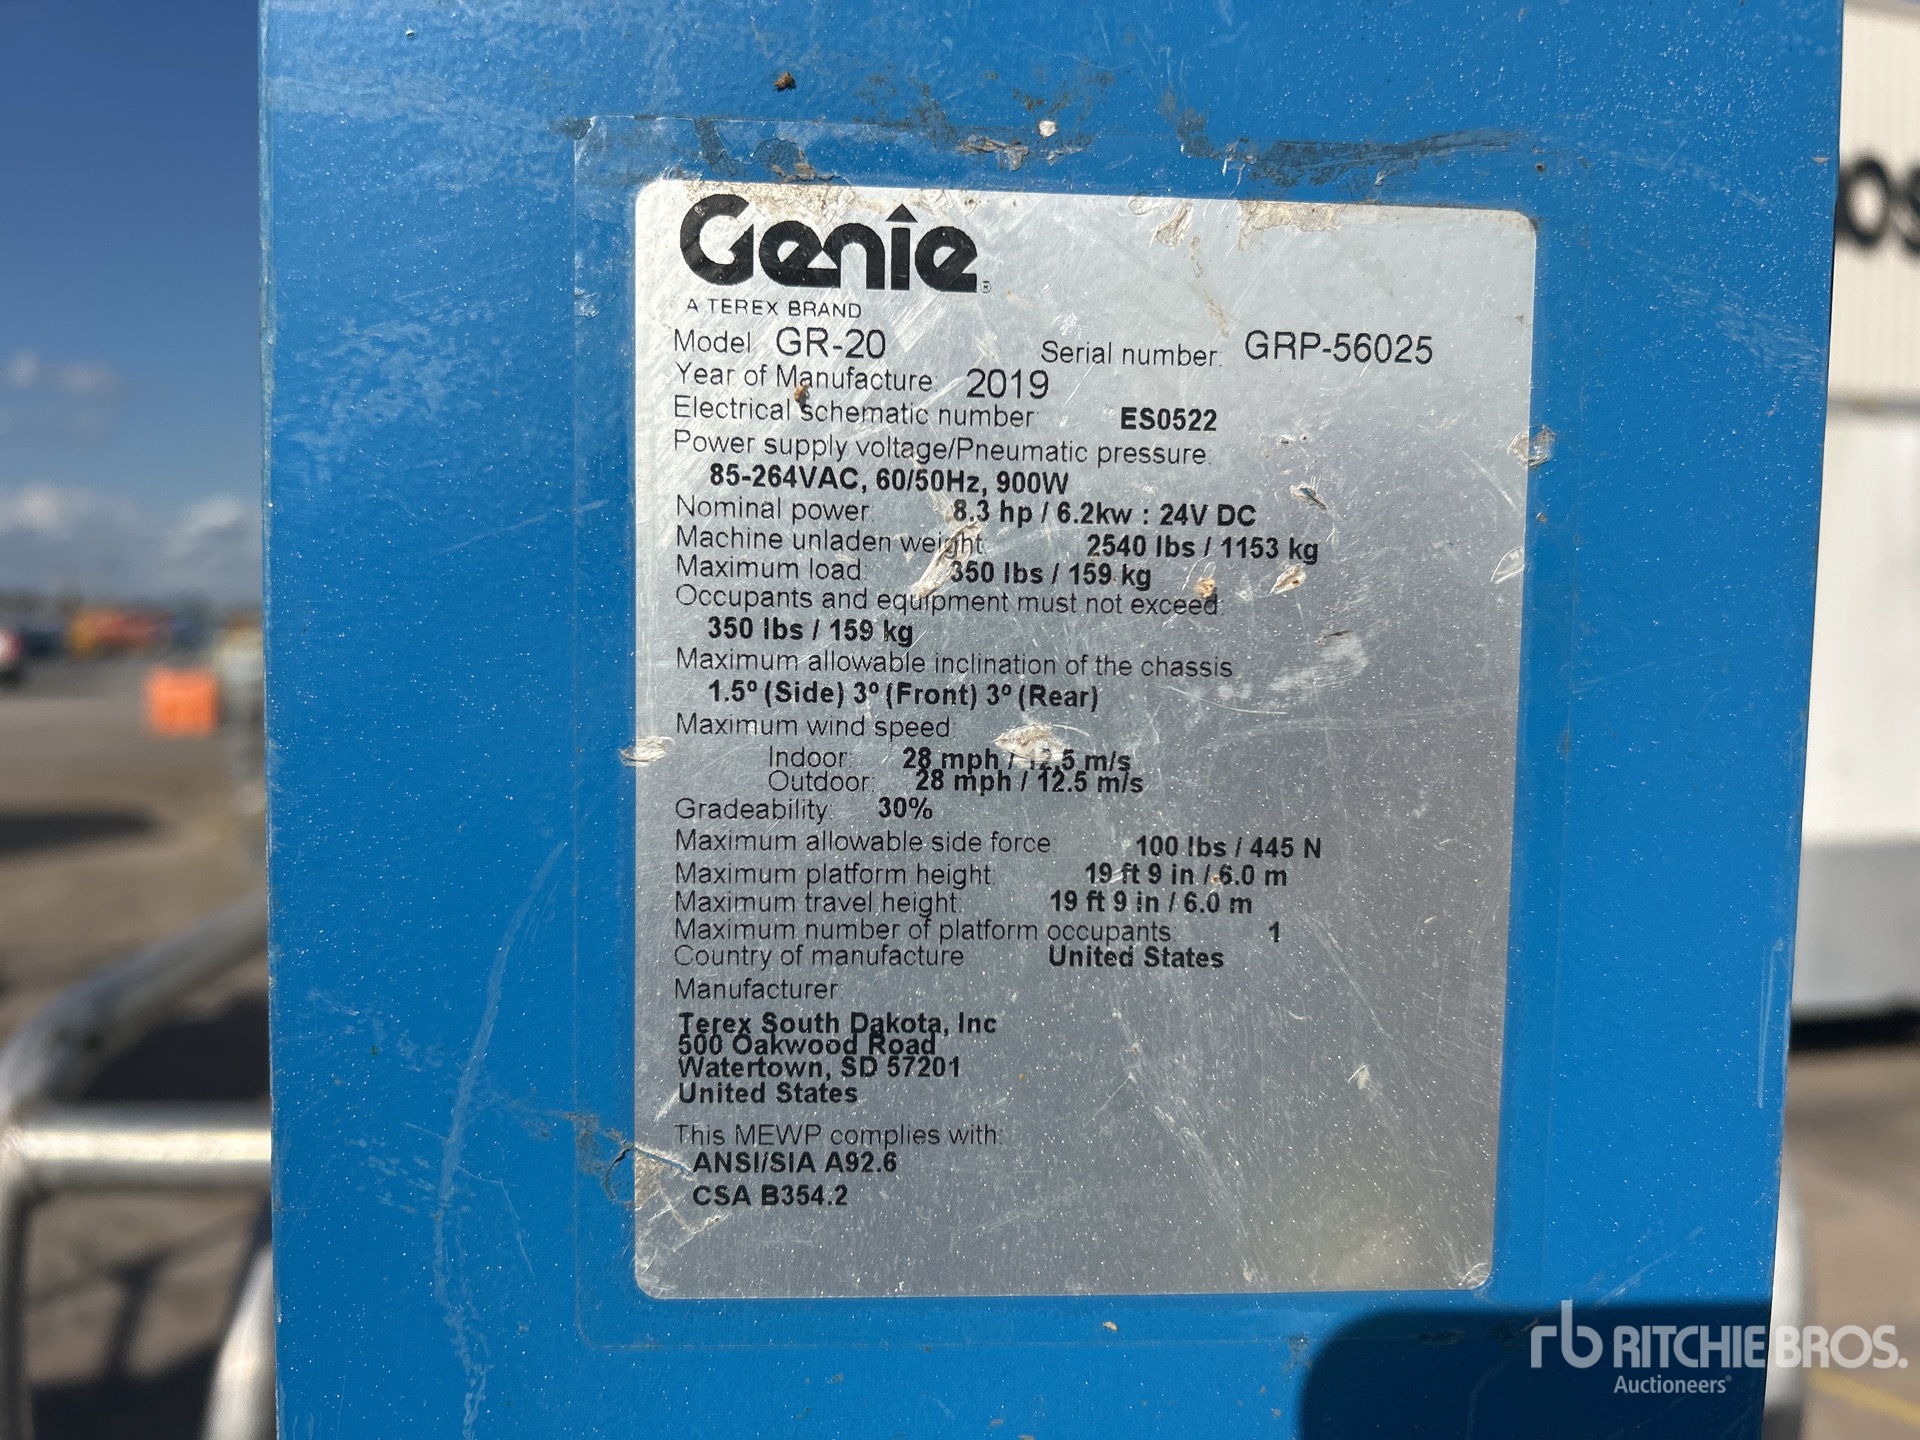 Genie®
A TEREX BRAND
Model GR-20 Serial number: GRP-56025
Year of Manufacture: 2019
Electrical schematic number: ES0522
Power supply voltage/Pneumatic pressure:
85-264VAC, 60/50Hz, 900W
Nominal power: 8.3 hp / 6.2kw : 24V DC
Machine unladen weight: 2540 lbs / 1153 kg
Maximum load: 350 lbs / 159 kg
Occupants and equipment must not exceed:
350 lbs / 159 kg
Maximum allowable inclination of the chassis
1.5º (Side) 3º (Front) 3º (Rear)
Maximum wind speed:
Indoor: 28 mph / 12.5 m/s
Outdoor: 28 mph / 12.5 m/s
Gradeability: 30%
Maximum allowable side force: 100 lbs / 445 N
Maximum platform height: 19 ft 9 in / 6.0 m
Maximum travel height: 19 ft 9 in / 6.0 m
Maximum number of platform occupants: 1
Country of manufacture United States
Manufacturer:
Terex South Dakota, Inc
500 Oakwood Road
Watertown, SD 57201
United States
This MEWP complies with:
ANSI/SIA A92.6
CSA B354.2
rb RITCHIE BROS.
Auctioneers®